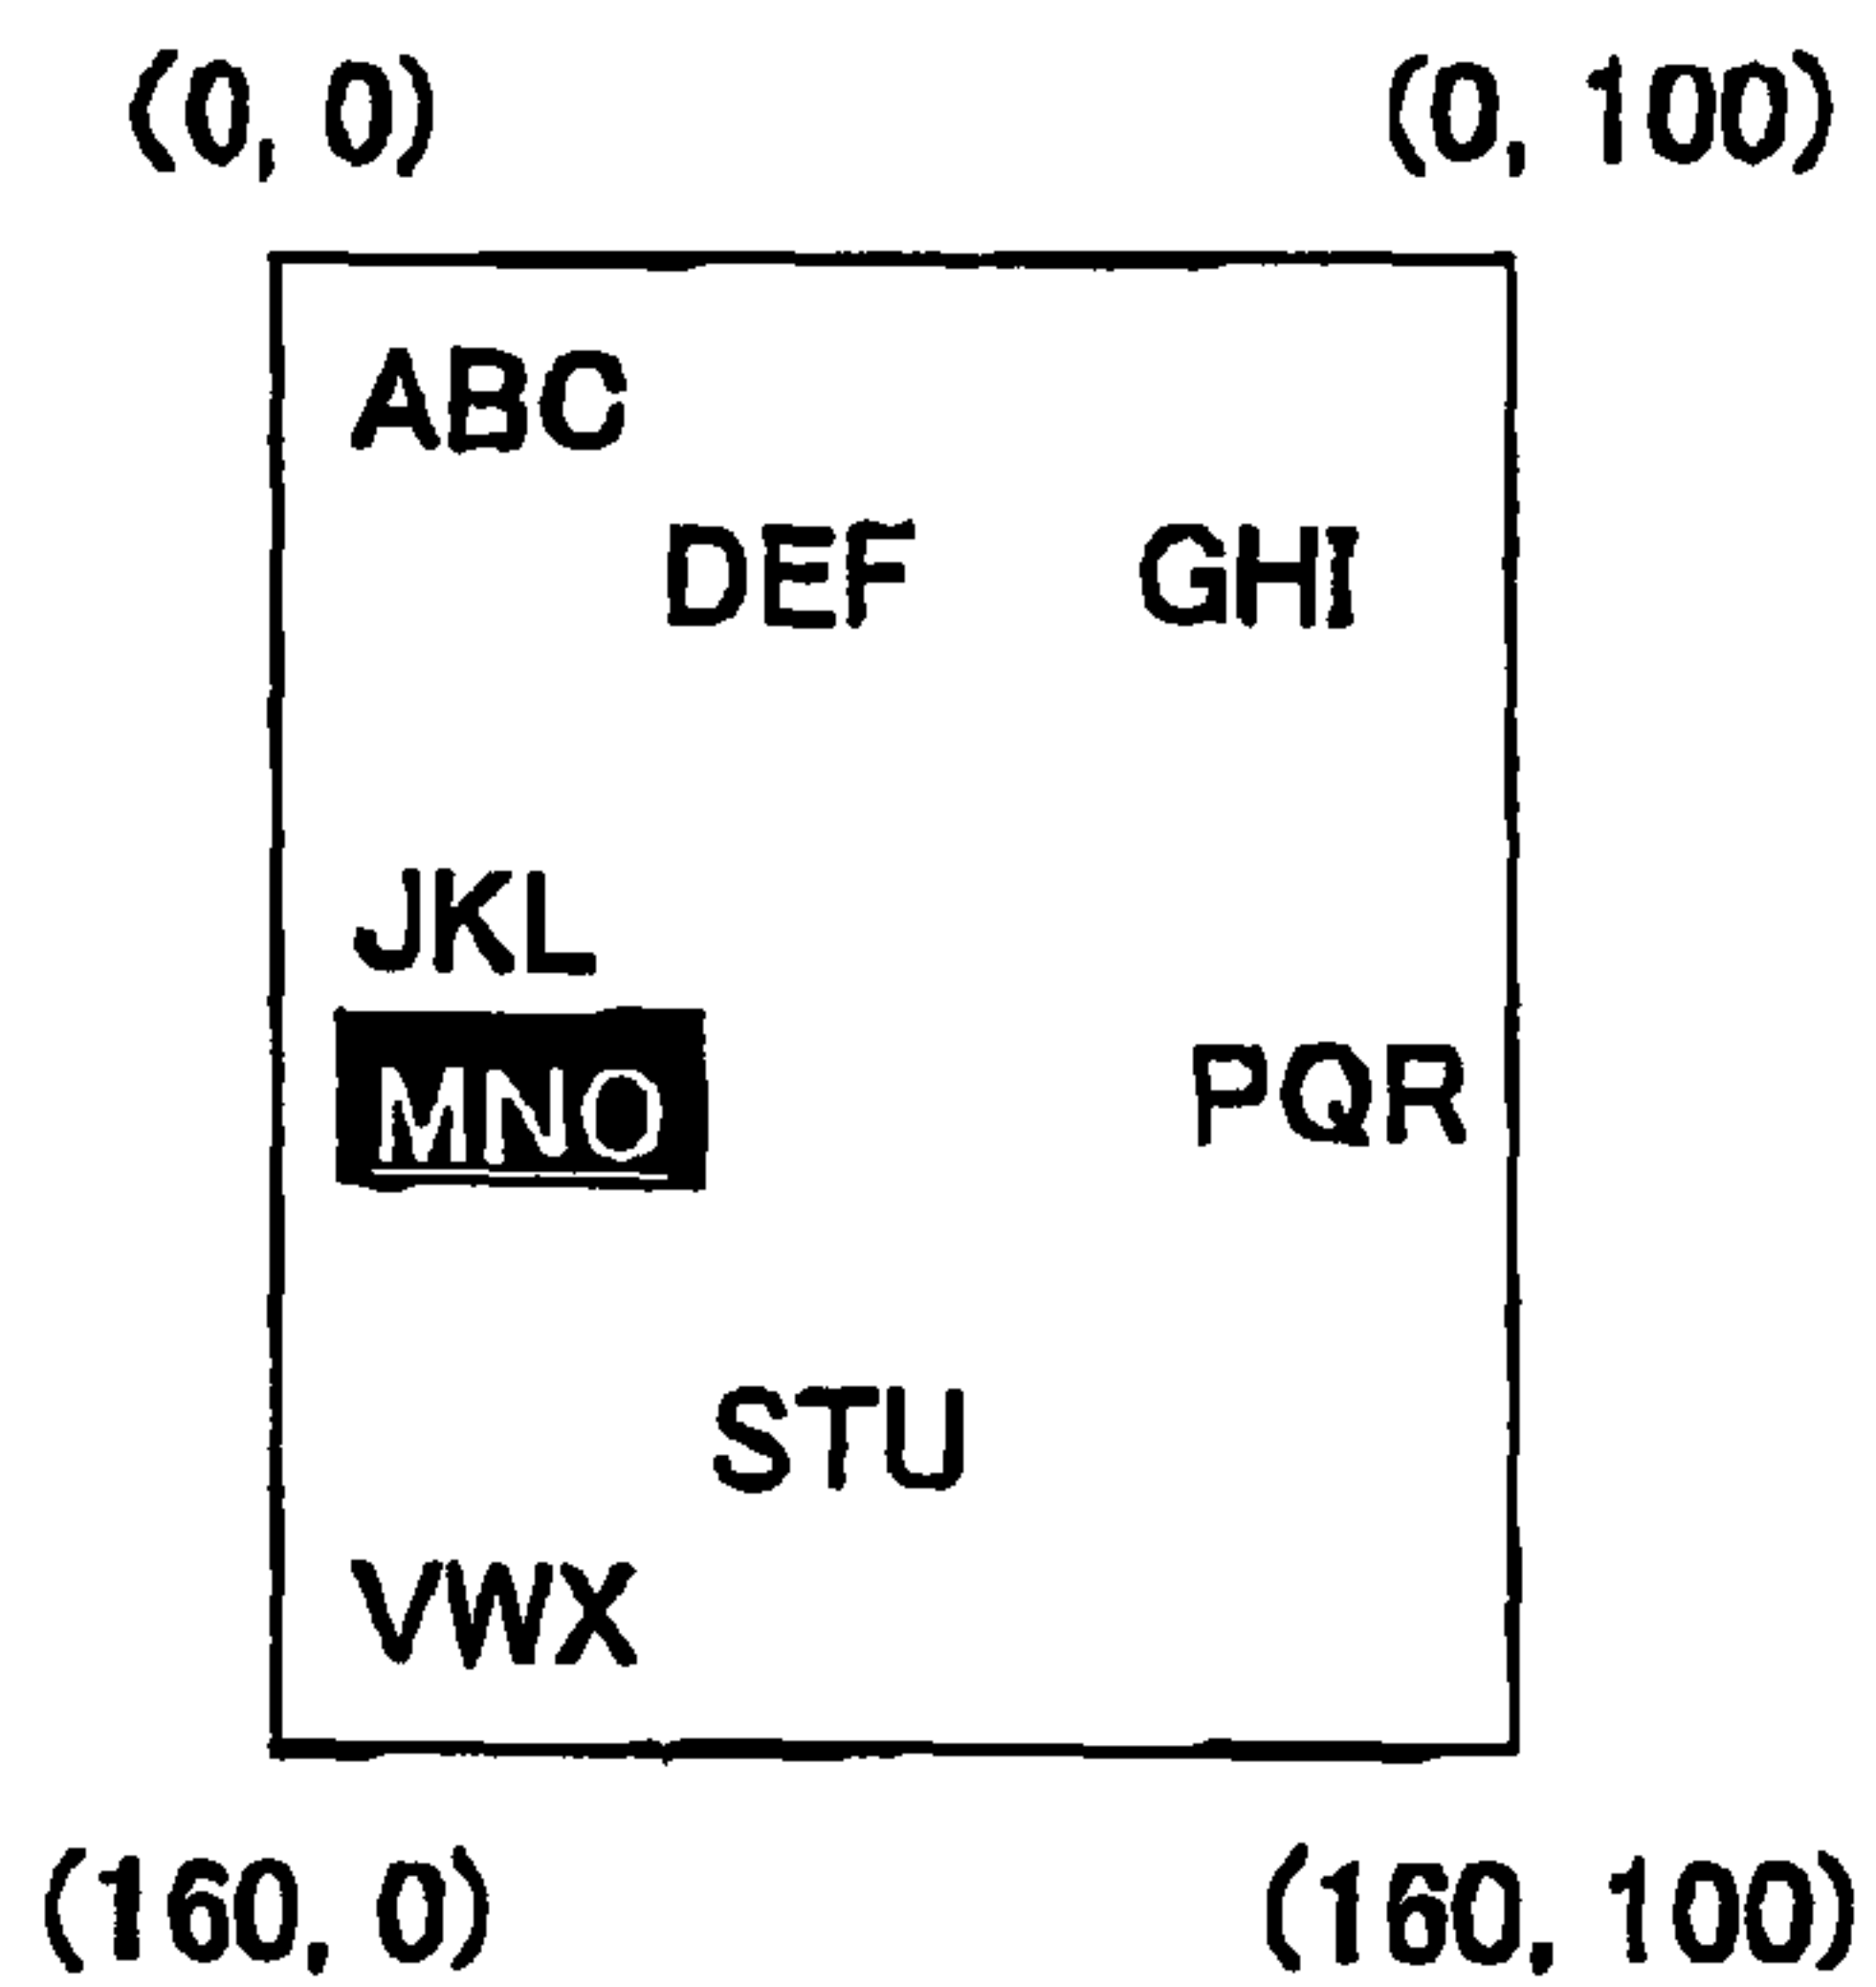 (0, 0) (0, 100)
ABC
DEF GHI
JKL
MNO PQR
STU
VWX
(160, 0) (160, 100)